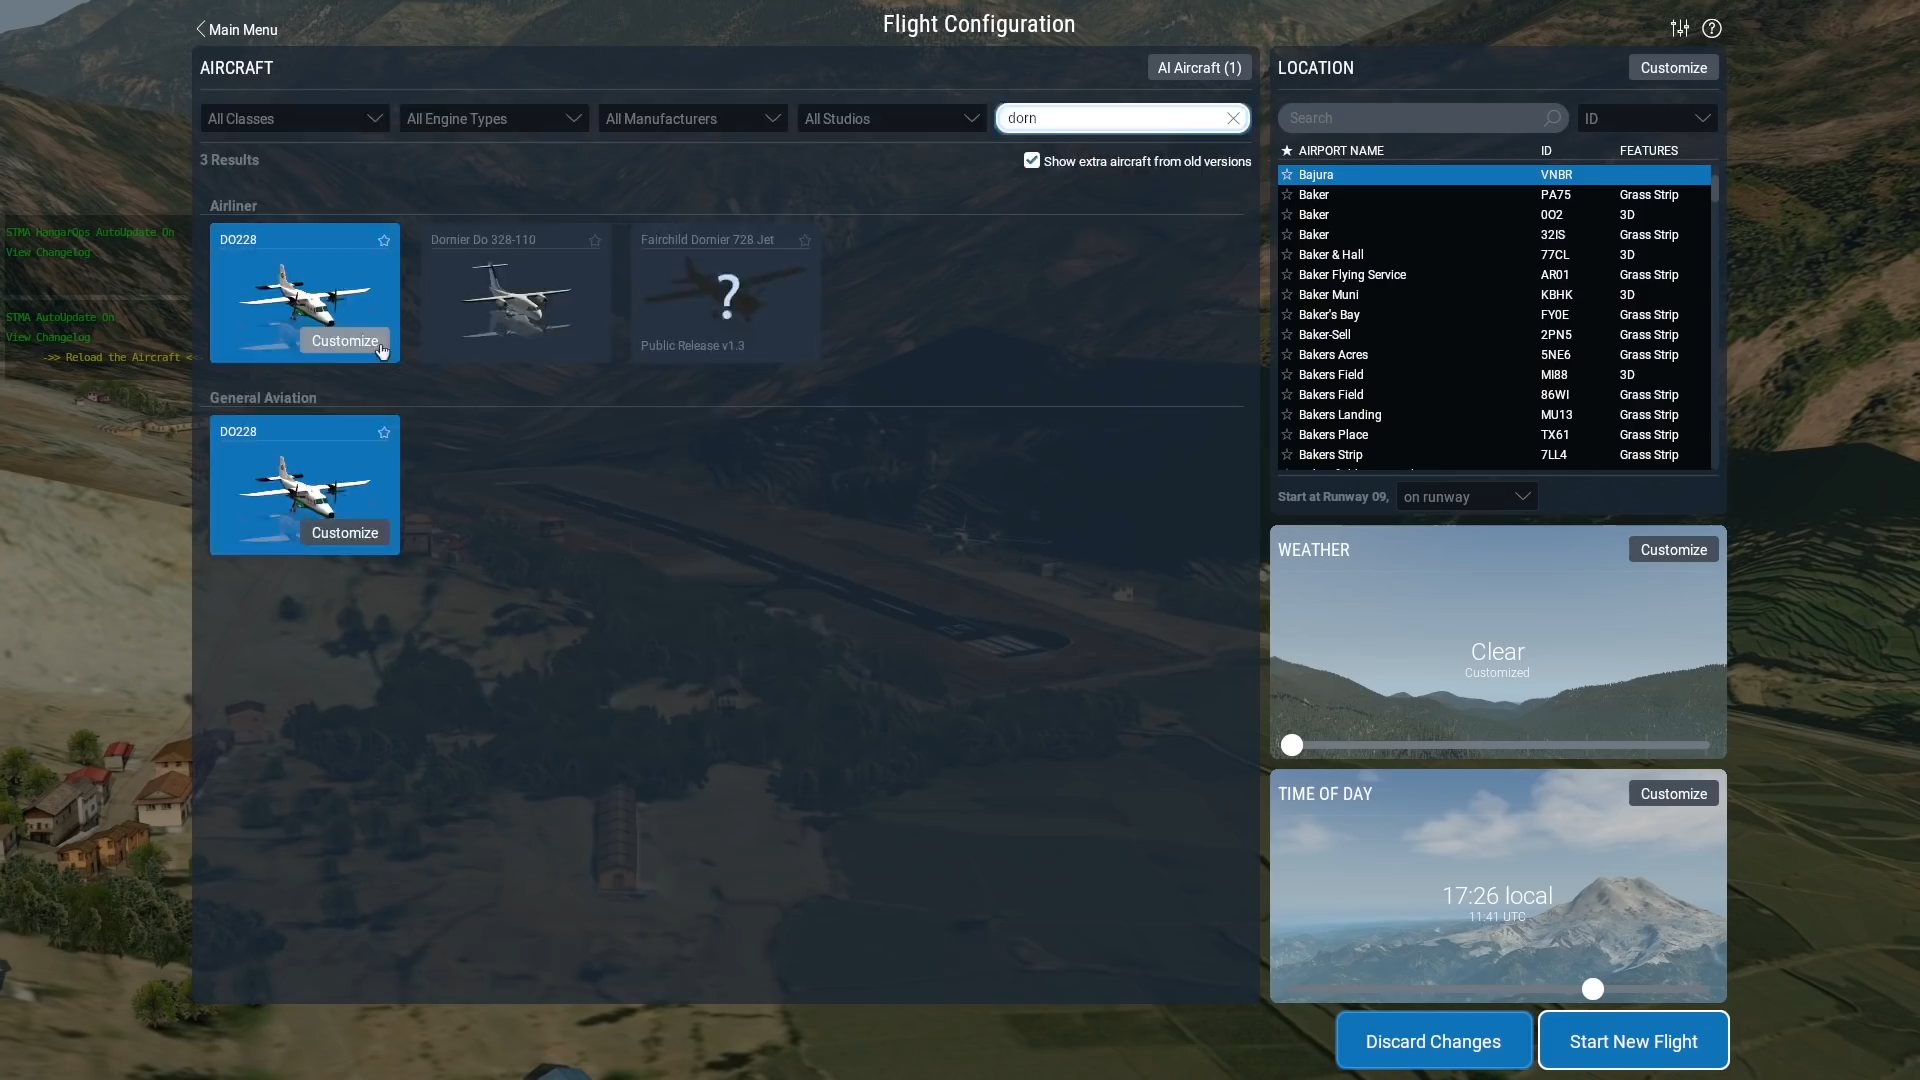 Main Menu
Flight Configuration
AIRCRAFT
AI Aircraft (1)
All Classes
All Engine Types
All Manufacturers
All Studios
dorn
3 Results
Show extra aircraft from old versions
Airliner
DO228
Customize
Dornier Do 328-110
Fairchild Dornier 728 Jet
?
Public Release v1.3
General Aviation
DO228
Customize
STMA HangarOps AutoUpdate On
View Changelog
STMA AutoUpdate On
View Changelog
->> Reload the Aircraft <<-
LOCATION
Customize
Search
ID
★ AIRPORT NAME ID FEATURES
☆ Bajura VNBR
☆ Baker PA75 Grass Strip
☆ Baker 0O2 3D
☆ Baker 32IS Grass Strip
☆ Baker & Hall 77CL 3D
☆ Baker Flying Service AR01 Grass Strip
☆ Baker Muni KBHK 3D
☆ Baker's Bay FY0E Grass Strip
☆ Baker-Sell 2PN5 Grass Strip
☆ Bakers Acres 5NE6 Grass Strip
☆ Bakers Field MI88 3D
☆ Bakers Field 86WI Grass Strip
☆ Bakers Landing MU13 Grass Strip
☆ Bakers Place TX61 Grass Strip
☆ Bakers Strip 7LL4 Grass Strip
Start at Runway 09, on runway
WEATHER
Customize
Clear
Customized
TIME OF DAY
Customize
17:26 local
11:41 UTC
Discard Changes
Start New Flight